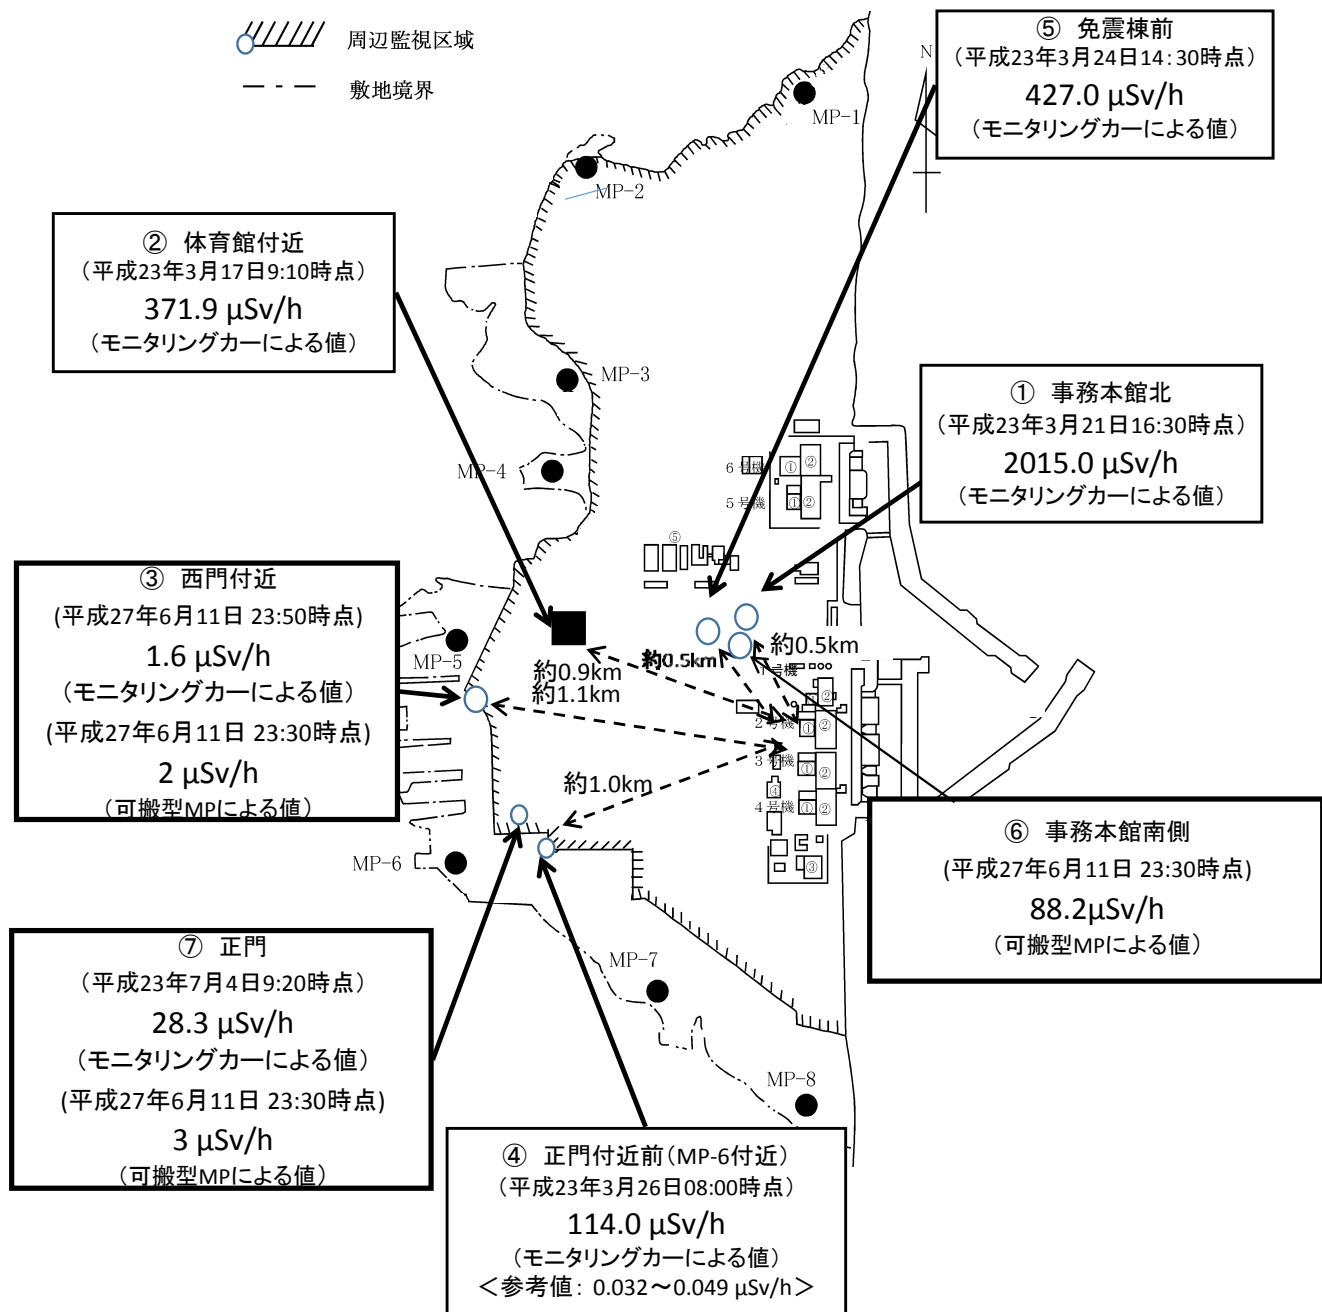 周辺監視区域
敷地境界
⑤ 免震棟前
（平成23年3月24日14：30時点）
427.0 μSv/h
（モニタリングカーによる値）
N
MP-1
MP-2
② 体育館付近
（平成23年3月17日9:10時点）
371.9 μSv/h
（モニタリングカーによる値）
MP-3
MP-4
① 事務本館北
（平成23年3月21日16:30時点）
2015.0 μSv/h
（モニタリングカーによる値）
6号機
①
②
5号機
①
②
⑤
③ 西門付近
(平成27年6月11日 23:50時点)
1.6 μSv/h
（モニタリングカーによる値）
(平成27年6月11日 23:30時点)
2 μSv/h
（可搬型MPによる値）
MP-5
約0.9km
約1.1km
約0.5km
約0.5km
1号機
②
2号機
①
②
3号機
①
②
④
4号機
①
②
③
約1.0km
MP-6
⑥ 事務本館南側
(平成27年6月11日 23:30時点)
88.2μSv/h
（可搬型MPによる値）
⑦ 正門
（平成23年7月4日9:20時点）
28.3 μSv/h
（モニタリングカーによる値）
(平成27年6月11日 23:30時点)
3 μSv/h
（可搬型MPによる値）
MP-7
MP-8
④ 正門付近前（MP-6付近）
（平成23年3月26日08:00時点）
114.0 μSv/h
（モニタリングカーによる値）
＜参考値： 0.032～0.049 μSv/h＞